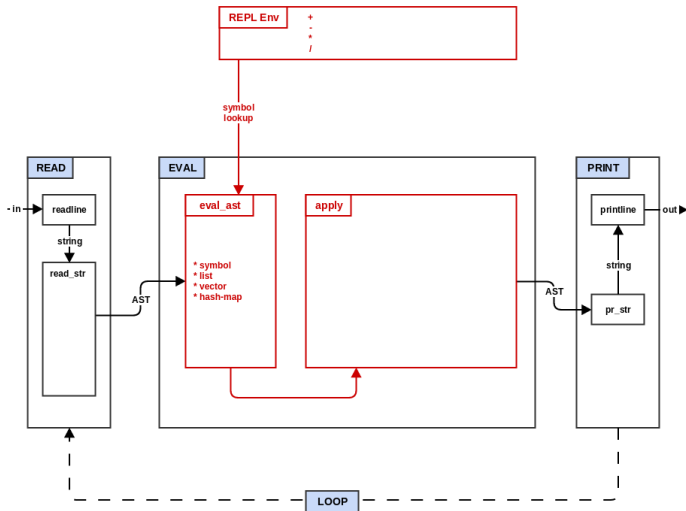 REPL Env
+
-
*
/
symbol
lookup
READ
EVAL
PRINT
- in
readline
eval_ast
apply
printline
out
string
read_str
* symbol
* list
* vector
* hash-map
string
AST
AST
pr_str
LOOP